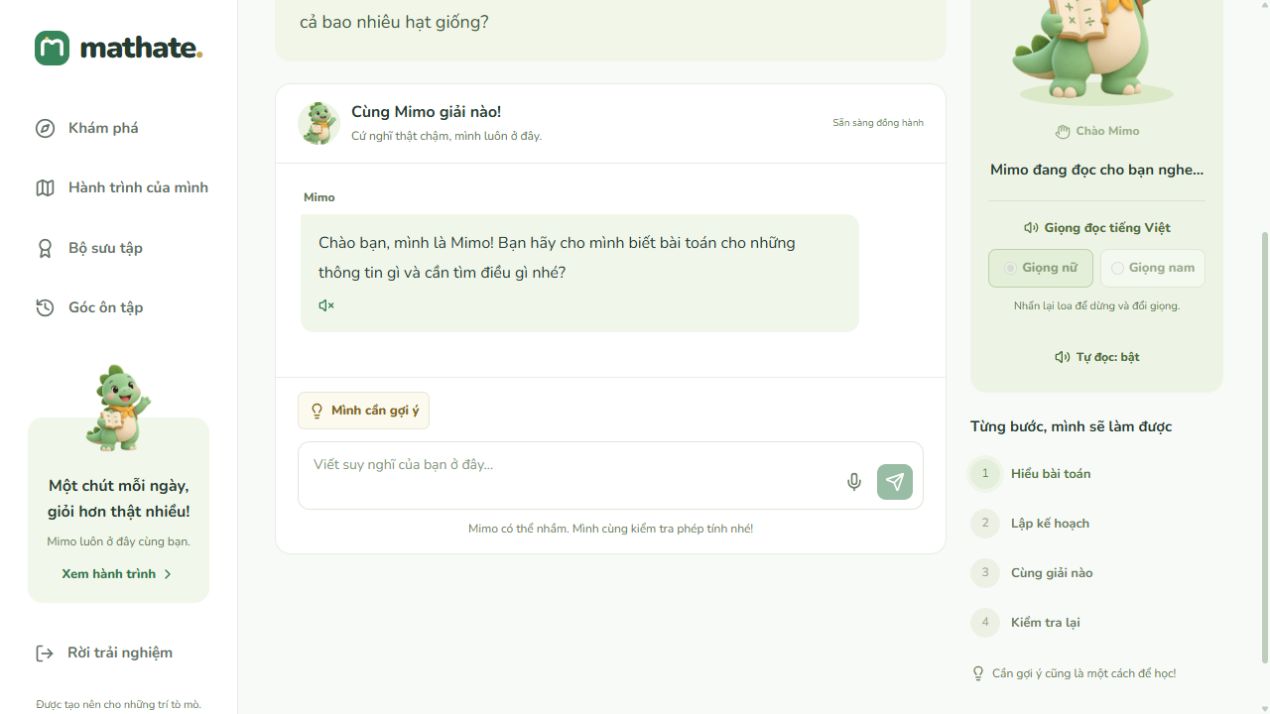 mathate.
Khám phá
Hành trình của mình
Bộ sưu tập
Góc ôn tập
Một chút mỗi ngày,
giỏi hơn thật nhiều!
Mimo luôn ở đây cùng bạn.
Xem hành trình
Rời trải nghiệm
Được tạo nên cho những trí tò mò.
cả bao nhiêu hạt giống?
Cùng Mimo giải nào!
Cứ nghĩ thật chậm, mình luôn ở đây.
Sẵn sàng đồng hành
Mimo
Chào bạn, mình là Mimo! Bạn hãy cho mình biết bài toán cho những
thông tin gì và cần tìm điều gì nhé?
Mình cần gợi ý
Viết suy nghĩ của bạn ở đây...
Mimo có thể nhầm. Mình cùng kiểm tra phép tính nhé!
Chào Mimo
Mimo đang đọc cho bạn nghe...
Giọng đọc tiếng Việt
Giọng nữ
Giọng nam
Nhấn lại loa để dừng và đổi giọng.
Tự đọc: bật
Từng bước, mình sẽ làm được
1 Hiểu bài toán
2 Lập kế hoạch
3 Cùng giải nào
4 Kiểm tra lại
Cần gợi ý cũng là một cách để học!